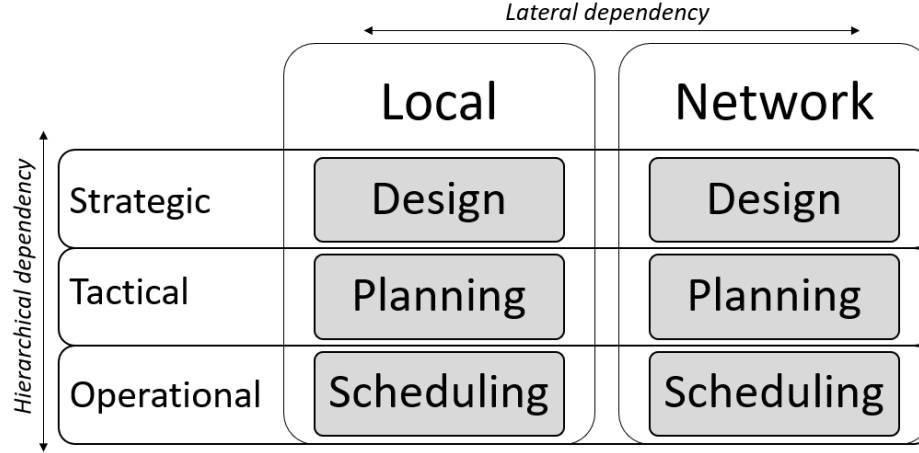 Lateral dependency
Local
Network
Hierarchical dependency
Strategic
Design
Design
Tactical
Planning
Planning
Operational
Scheduling
Scheduling